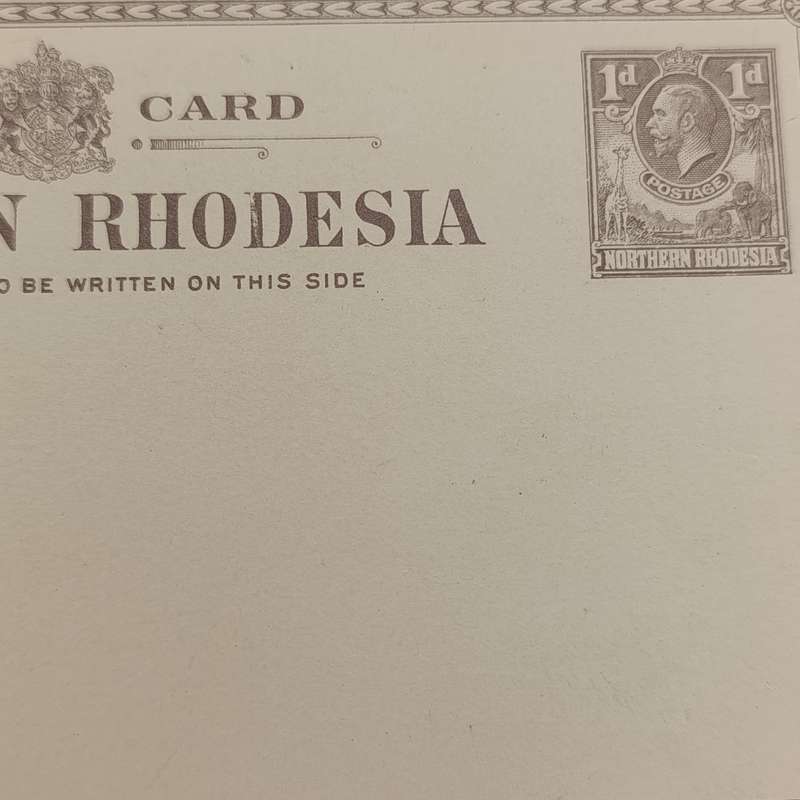 CARD
N RHODESIA
O BE WRITTEN ON THIS SIDE
1d 1d
POSTAGE
NORTHERN RHODESIA